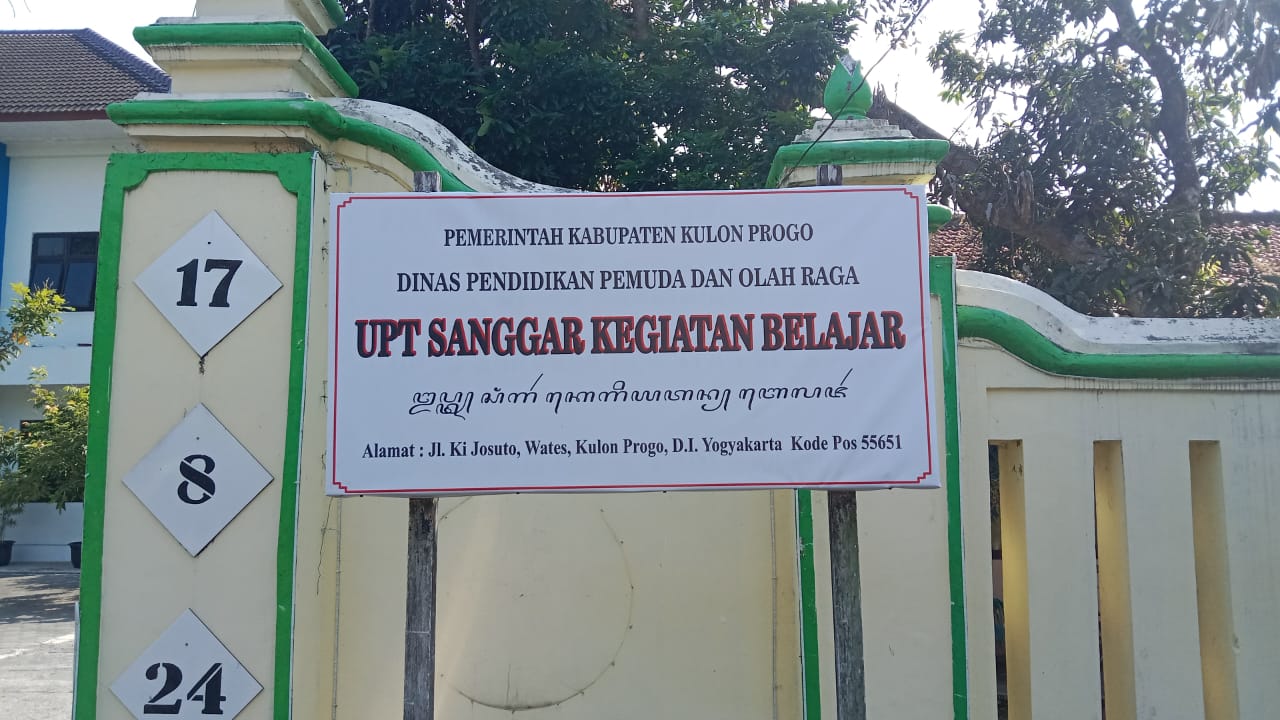 17
8
24
PEMERINTAH KABUPATEN KULON PROGO
DINAS PENDIDIKAN PEMUDA DAN OLAH RAGA
UPT SANGGAR KEGIATAN BELAJAR
Alamat : Jl. Ki Josuto, Wates, Kulon Progo, D.I. Yogyakarta Kode Pos 55651